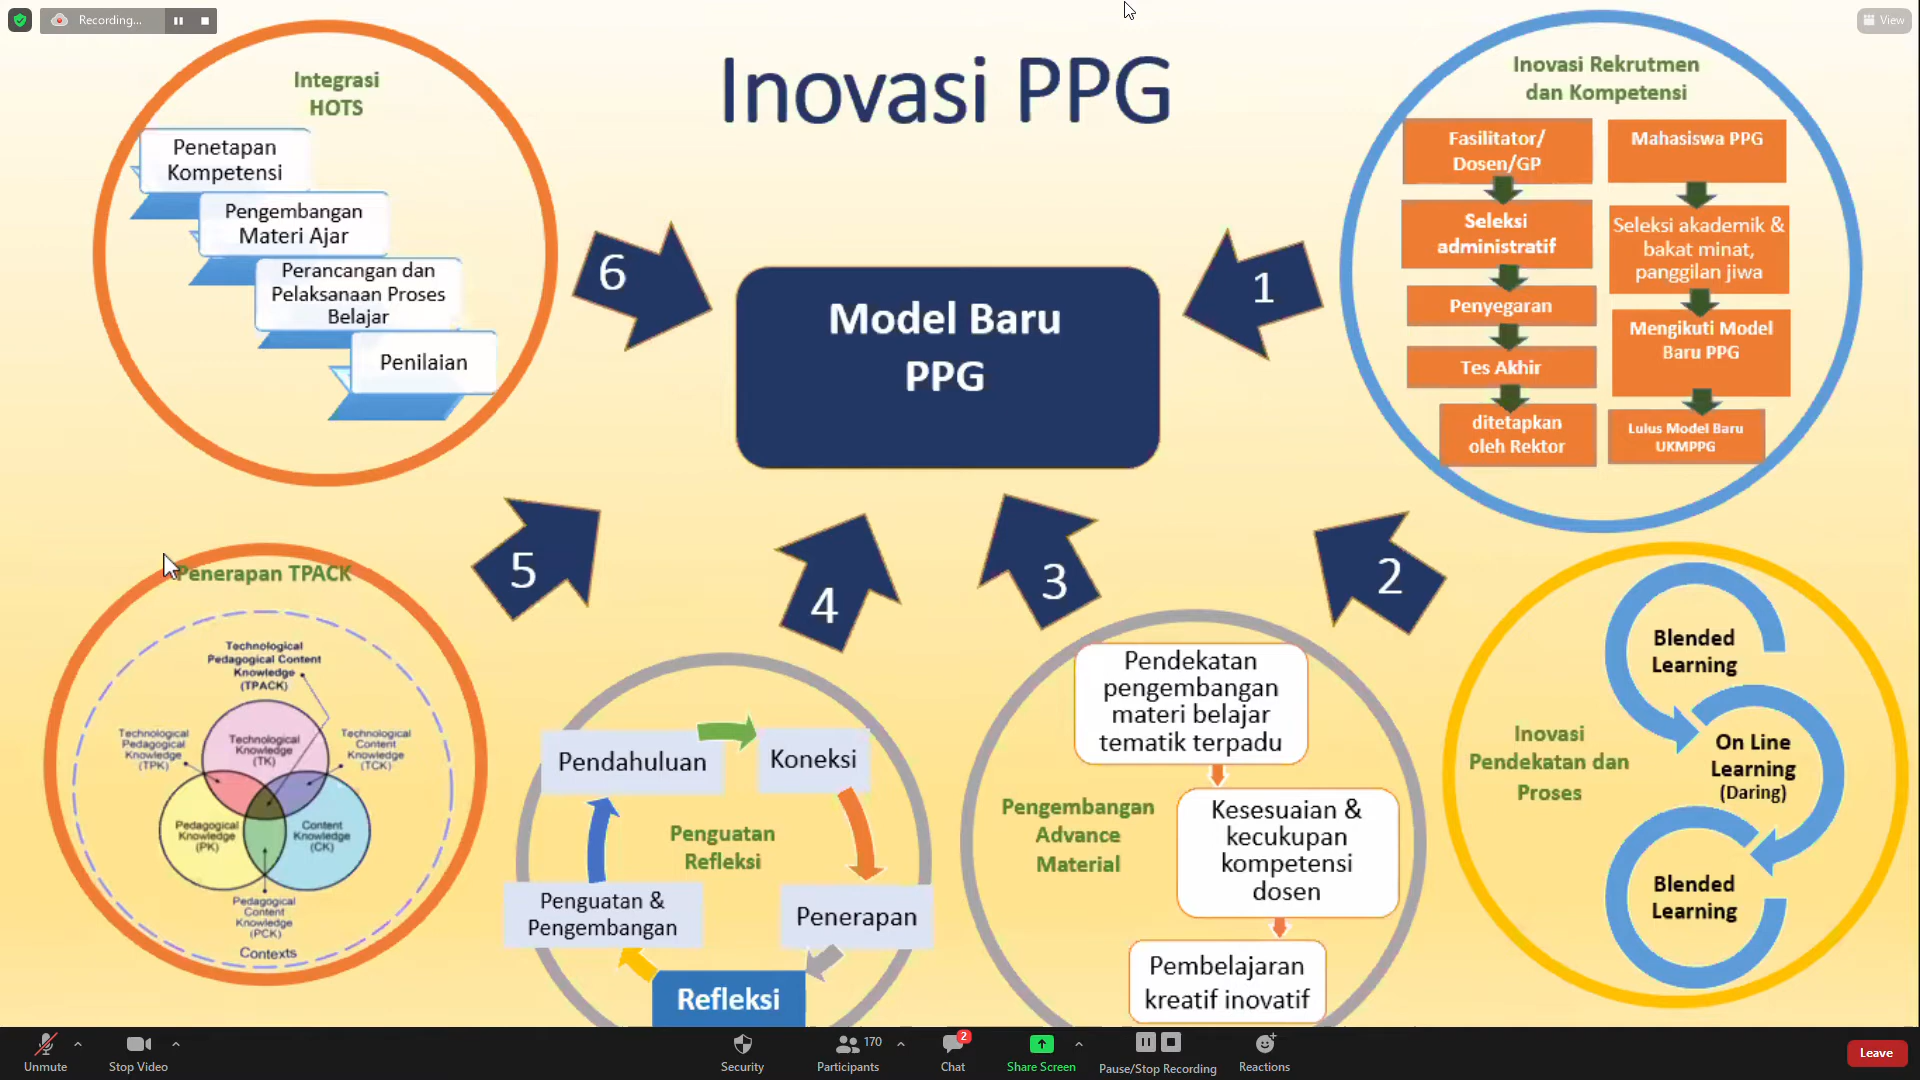 Recording...
View
Inovasi PPG
Integrasi
HOTS
Penetapan
Kompetensi
Pengembangan
Materi Ajar
Perancangan dan
Pelaksanaan Proses
Belajar
Penilaian
6
Model Baru
PPG
1
Inovasi Rekrutmen
dan Kompetensi
Fasilitator/
Dosen/GP
Seleksi
administratif
Penyegaran
Tes Akhir
ditetapkan
oleh Rektor
Mahasiswa PPG
Seleksi akademik &
bakat minat,
panggilan jiwa
Mengikuti Model
Baru PPG
Lulus Model Baru
UKMPPG
5
4
3
2
Penerapan TPACK
Technological
Pedagogical Content
Knowledge
(TPACK)
Technological
Pedagogical
Knowledge
(TPK)
Technological
Knowledge
(TK)
Technological
Content
Knowledge
(TCK)
Pedagogical
Knowledge
(PK)
Content
Knowledge
(CK)
Pedagogical
Content
Knowledge
(PCK)
Contexts
Pendahuluan
Koneksi
Penguatan
Refleksi
Penguatan &
Pengembangan
Penerapan
Refleksi
Pengembangan
Advance
Material
Pendekatan
pengembangan
materi belajar
tematik terpadu
Kesesuaian &
kecukupan
kompetensi
dosen
Pembelajaran
kreatif inovatif
Inovasi
Pendekatan dan
Proses
Blended
Learning
On Line
Learning
(Daring)
Blended
Learning
Unmute
Stop Video
Security
170
Participants
2
Chat
Share Screen
Pause/Stop Recording
Reactions
Leave